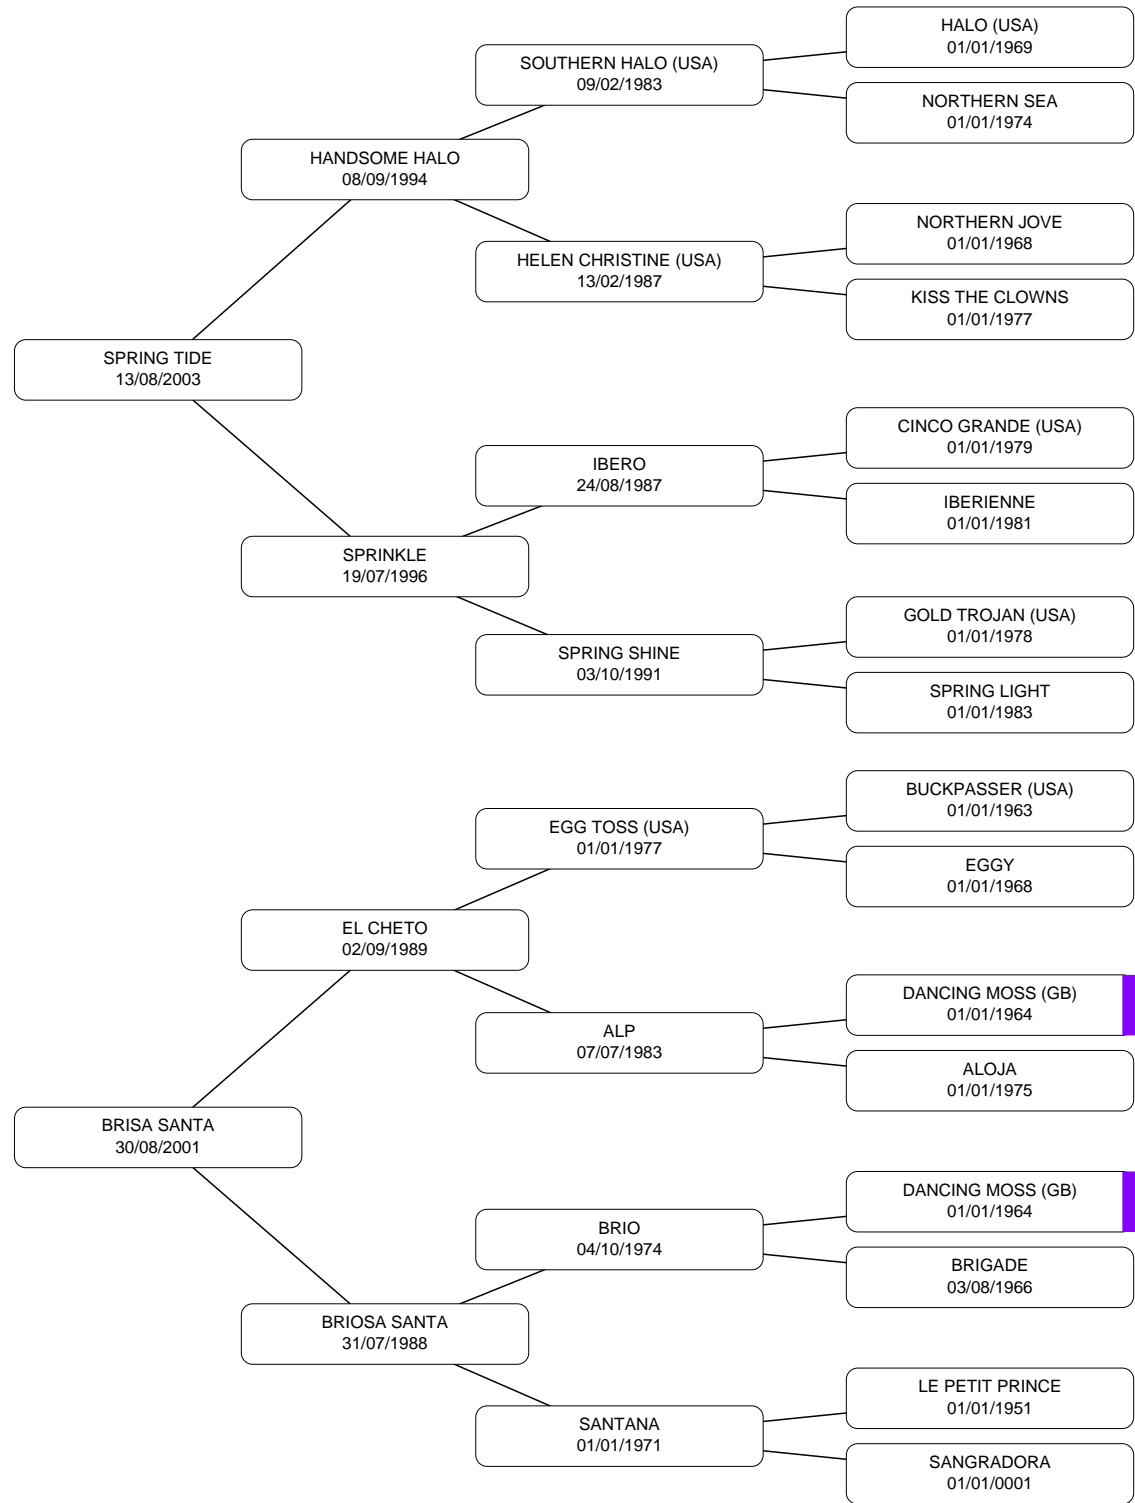 HALO (USA)
01/01/1969
SOUTHERN HALO (USA)
09/02/1983
NORTHERN SEA
01/01/1974
HANDSOME HALO
08/09/1994
NORTHERN JOVE
01/01/1968
HELEN CHRISTINE (USA)
13/02/1987
KISS THE CLOWNS
01/01/1977
SPRING TIDE
13/08/2003
CINCO GRANDE (USA)
01/01/1979
IBERO
24/08/1987
IBERIENNE
01/01/1981
SPRINKLE
19/07/1996
GOLD TROJAN (USA)
01/01/1978
SPRING SHINE
03/10/1991
SPRING LIGHT
01/01/1983
BUCKPASSER (USA)
01/01/1963
EGG TOSS (USA)
01/01/1977
EGGY
01/01/1968
EL CHETO
02/09/1989
DANCING MOSS (GB)
01/01/1964
ALP
07/07/1983
ALOJA
01/01/1975
BRISA SANTA
30/08/2001
DANCING MOSS (GB)
01/01/1964
BRIO
04/10/1974
BRIGADE
03/08/1966
BRIOSA SANTA
31/07/1988
LE PETIT PRINCE
01/01/1951
SANTANA
01/01/1971
SANGRADORA
01/01/0001